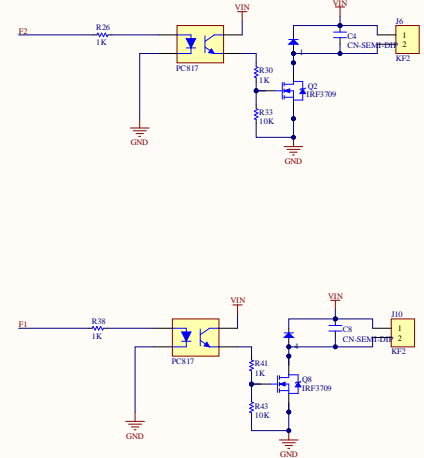 VIN
VIN
F2
R26
1K
PC817
J6
1
2
KF2
C4
CN-SEMI-DIP
R30
1K
Q2
IRF3709
R33
10K
GND
GND
VIN
VIN
F1
R38
1K
PC817
J10
1
2
KF2
C8
CN-SEMI-DIP
4
R41
1K
Q8
IRF3709
R43
10K
GND
GND